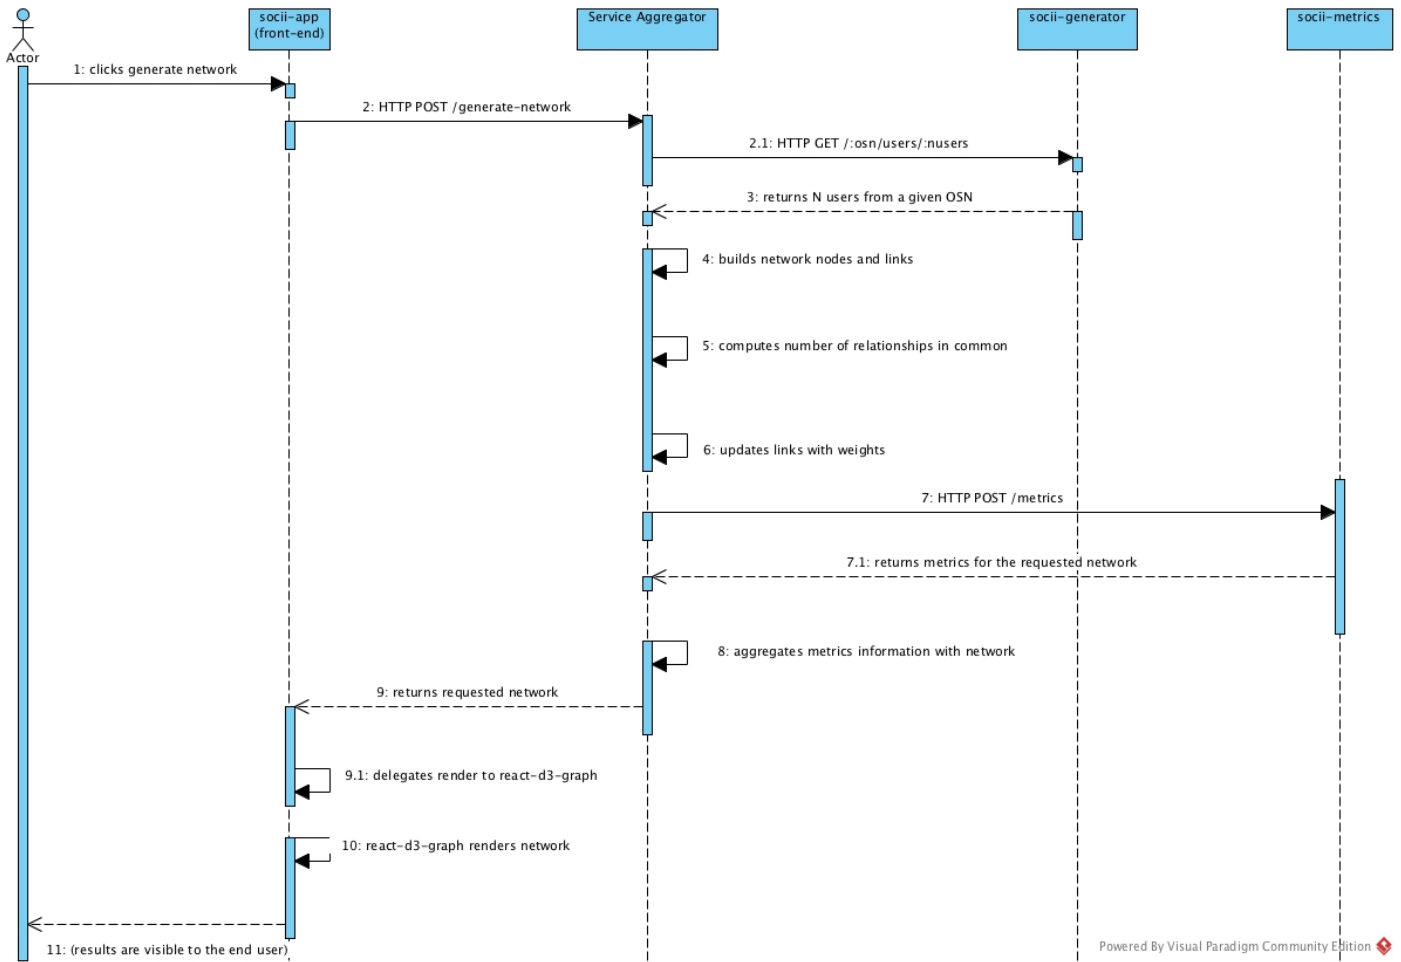 socii-app
(front-end)
Service Aggregator
socii-generator
socii-metrics
Actor
1: clicks generate network
2: HTTP POST /generate-network
2.1: HTTP GET /:osn/users/:nusers
3: returns N users from a given OSN
4: builds network nodes and links
5: computes number of relationships in common
6: updates links with weights
7: HTTP POST /metrics
7.1: returns metrics for the requested network
8: aggregates metrics information with network
9: returns requested network
9.1: delegates render to react-d3-graph
10: react-d3-graph renders network
11: (results are visible to the end user)
Powered By Visual Paradigm Community Edition